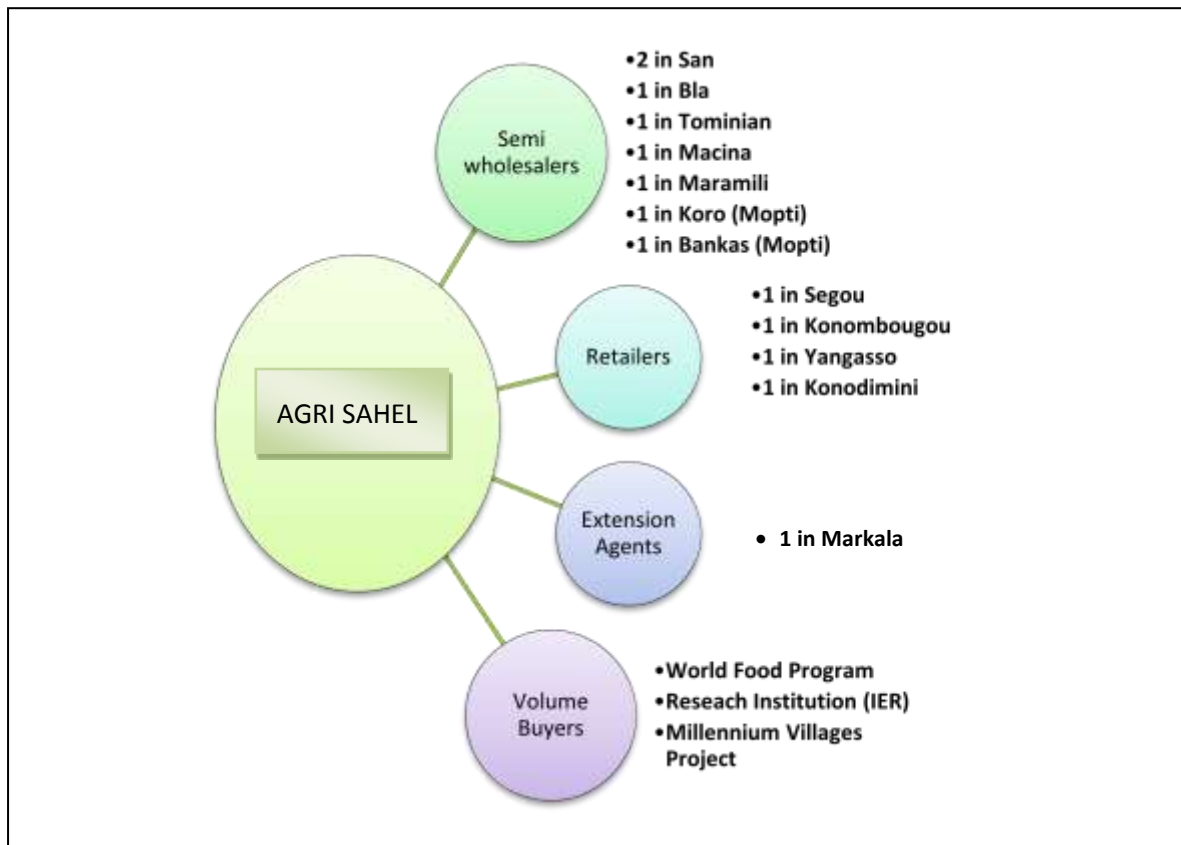 Semi
wholesalers
•2 in San
•1 in Bla
•1 in Tominian
•1 in Macina
•1 in Maramili
•1 in Koro (Mopti)
•1 in Bankas (Mopti)
Retailers
•1 in Segou
•1 in Konombougou
•1 in Yangasso
•1 in Konodimini
AGRI SAHEL
Extension
Agents
• 1 in Markala
Volume
Buyers
•World Food Program
•Reseach Institution (IER)
•Millennium Villages
Project